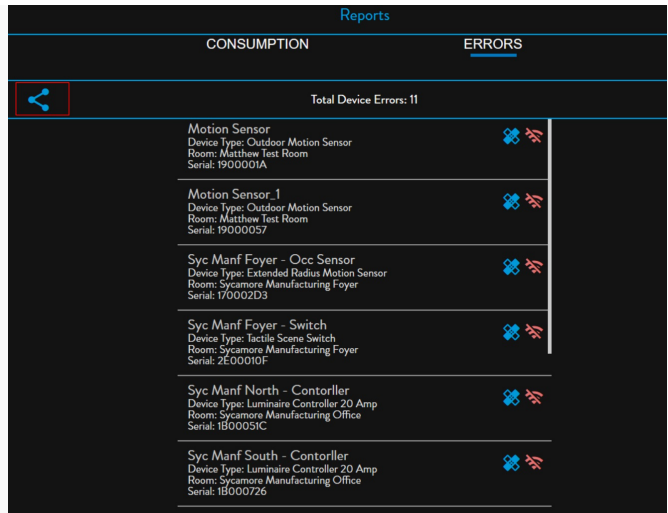 Reports
CONSUMPTION ERRORS
Total Device Errors: 11
Motion Sensor
Device Type: Outdoor Motion Sensor
Room: Matthew Test Room
Serial: 1900001A
Motion Sensor_1
Device Type: Outdoor Motion Sensor
Room: Matthew Test Room
Serial: 19000057
Syc Manf Foyer - Occ Sensor
Device Type: Extended Radius Motion Sensor
Room: Sycamore Manufacturing Foyer
Serial: 170002D3
Syc Manf Foyer - Switch
Device Type: Tactile Scene Switch
Room: Sycamore Manufacturing Foyer
Serial: 2E00010F
Syc Manf North - Contorller
Device Type: Luminaire Controller 20 Amp
Room: Sycamore Manufacturing Office
Serial: 1B00051C
Syc Manf South - Contorller
Device Type: Luminaire Controller 20 Amp
Room: Sycamore Manufacturing Office
Serial: 1B000726